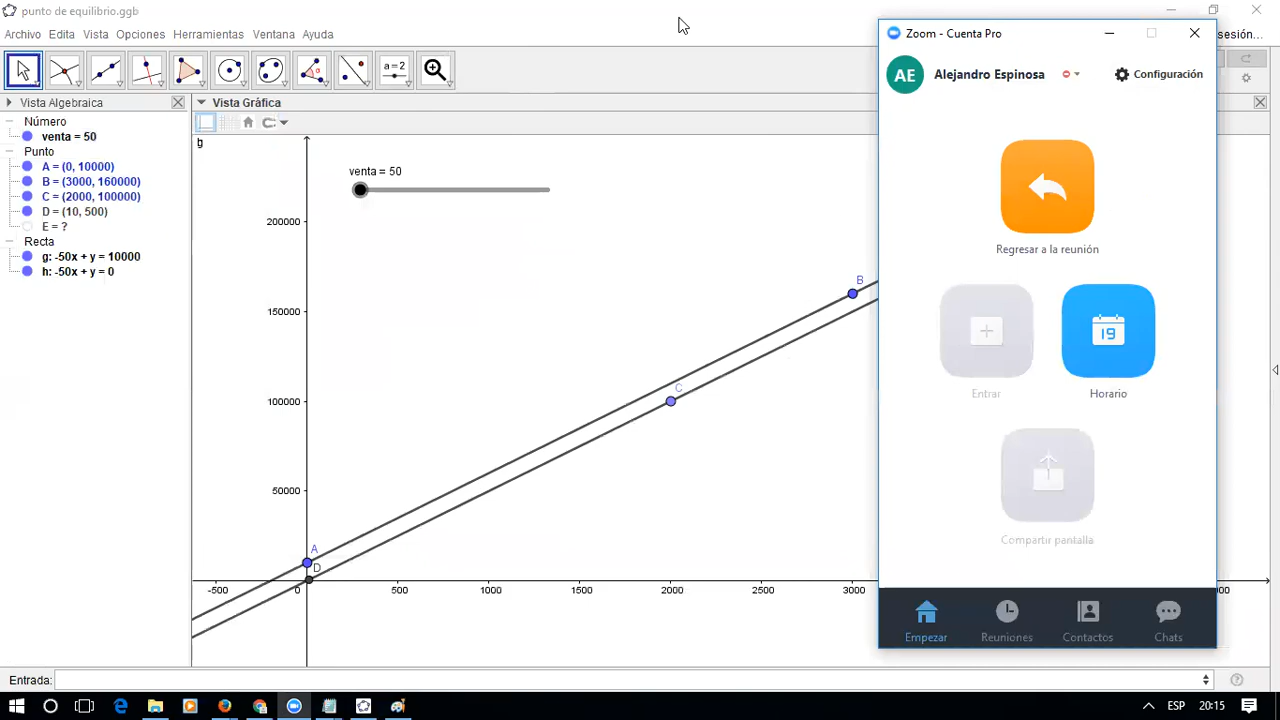 punto de equilibrio.ggb
Archivo Edita Vista Opciones Herramientas Ventana Ayuda
sesión...
a=2
Vista Algebraica
Vista Gráfica
Número
venta = 50
Punto
A = (0, 10000)
B = (3000, 160000)
C = (2000, 100000)
D = (10, 500)
E = ?
Recta
g: -50x + y = 10000
h: -50x + y = 0
venta = 50
200000
150000
100000
50000
-500
0
500
1000
1500
2000
2500
3000
A
D
C
B
Zoom - Cuenta Pro
AE
Alejandro Espinosa
Configuración
Regresar a la reunión
Entrar
19
Horario
Compartir pantalla
Empezar
Reuniones
Contactos
Chats
Entrada:
ESP
20:15